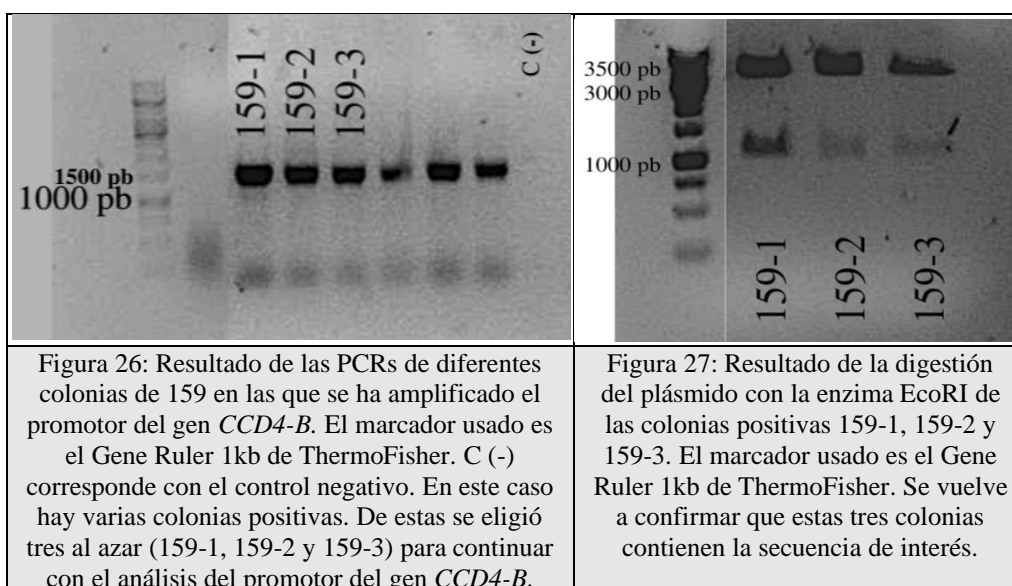 159-1
159-2
159-3
C (-)
1500 pb
1000 pb
3500 pb
3000 pb
1000 pb
159-1
159-2
159-3
Figura 26: Resultado de las PCRs de diferentes
colonias de 159 en las que se ha amplificado el
promotor del gen CCD4-B. El marcador usado es
el Gene Ruler 1kb de ThermoFisher. C (-)
corresponde con el control negativo. En este caso
hay varias colonias positivas. De estas se eligió
tres al azar (159-1, 159-2 y 159-3) para continuar
con el análisis del promotor del gen CCD4-B.
Figura 27: Resultado de la digestión
del plásmido con la enzima EcoRI de
las colonias positivas 159-1, 159-2 y
159-3. El marcador usado es el Gene
Ruler 1kb de ThermoFisher. Se vuelve
a confirmar que estas tres colonias
contienen la secuencia de interés.